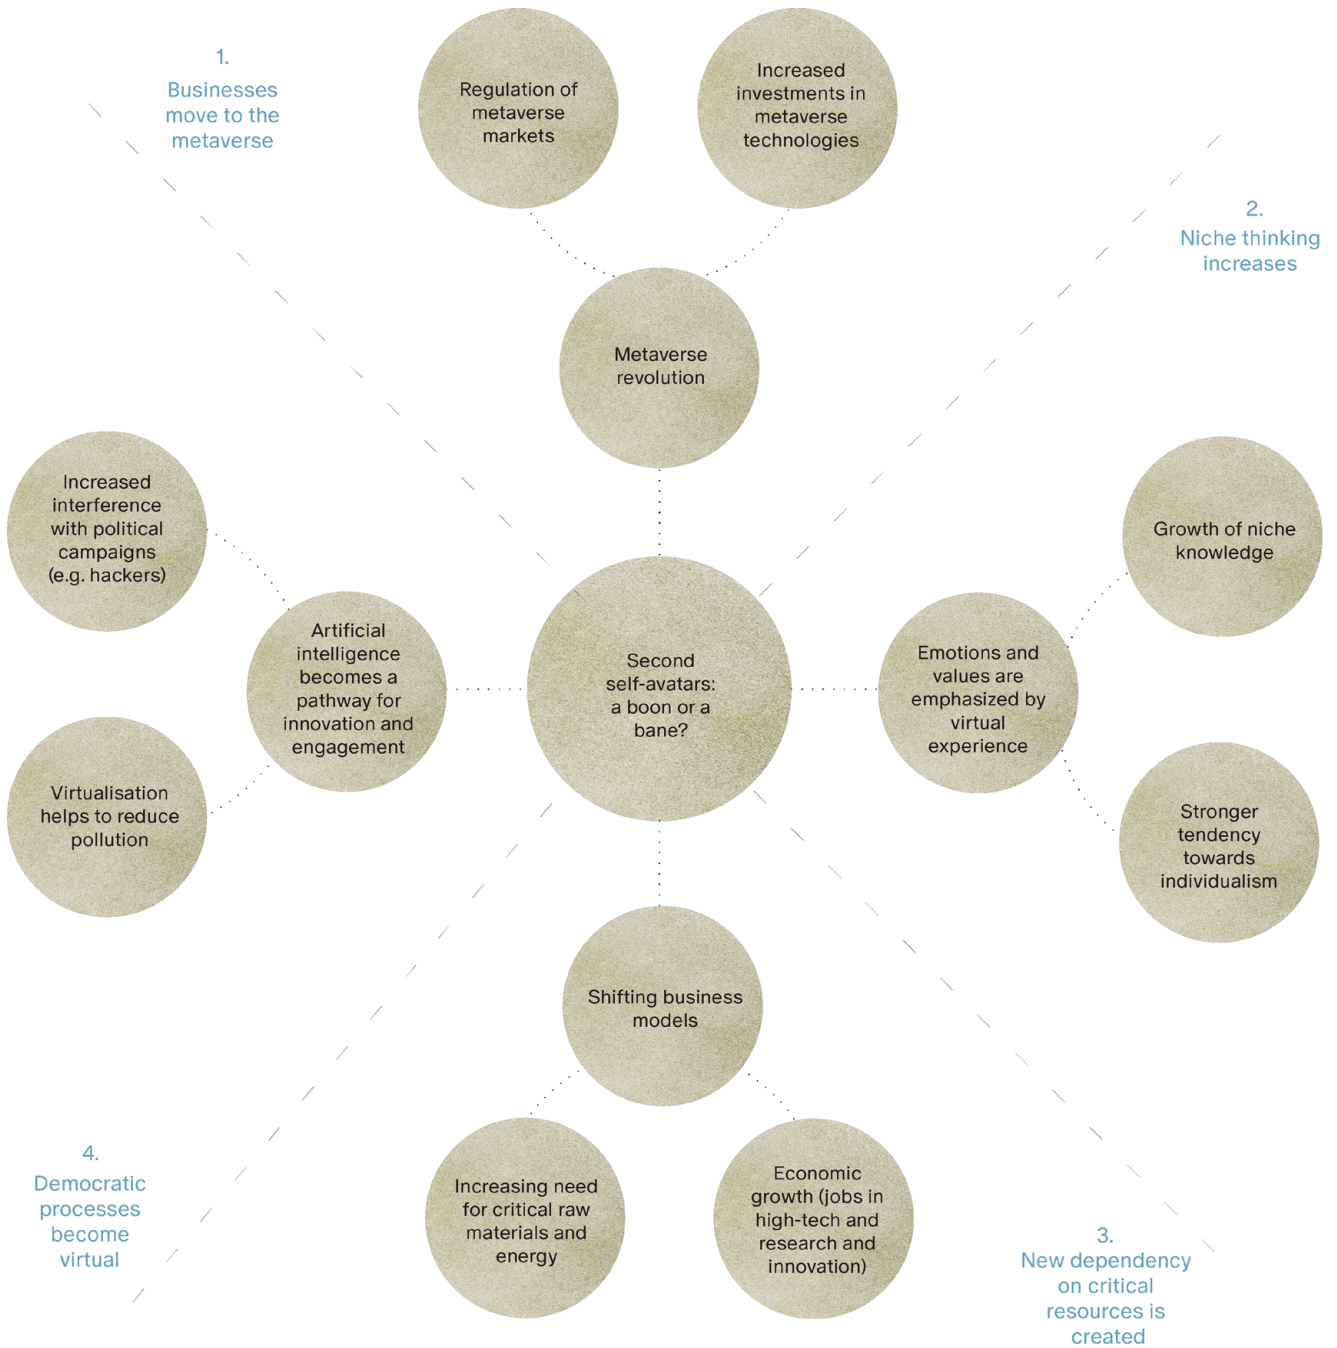 1.
Businesses
move to the
metaverse
Regulation of
metaverse
markets
Increased
investments in
metaverse
technologies
Metaverse
revolution
2.
Niche thinking
increases
Growth of niche
knowledge
Emotions and
values are
emphasized by
virtual
experience
Stronger
tendency
towards
individualism
Second
self-avatars:
a boon or a
bane?
Increased
interference
with political
campaigns
(e.g. hackers)
Artificial
intelligence
becomes a
pathway for
innovation and
engagement
Virtualisation
helps to reduce
pollution
Shifting business
models
Increasing need
for critical raw
materials and
energy
Economic
growth (jobs in
high-tech and
research and
innovation)
3.
New dependency
on critical
resources is
created
4.
Democratic
processes
become
virtual